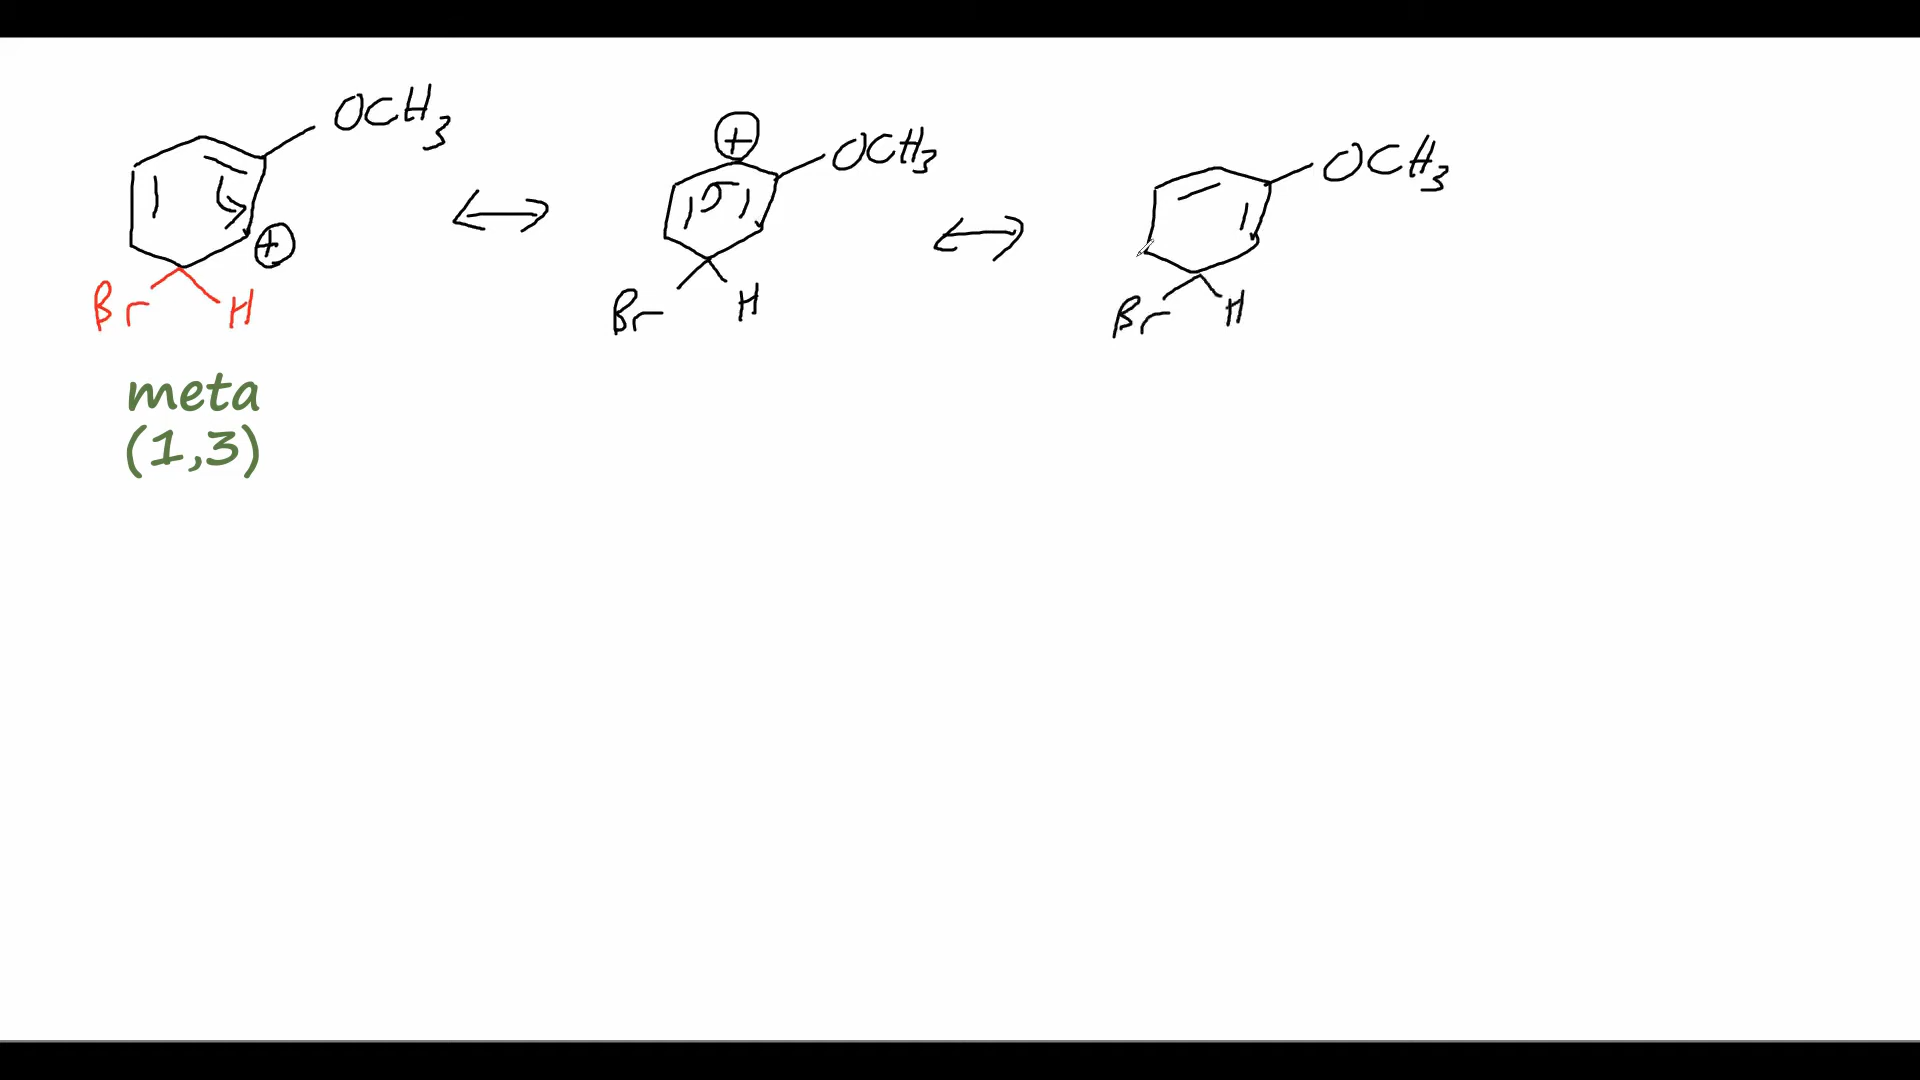 OCH3
OCH3
OCH3
+
+
Br H
Br H
Br H
meta
(1,3)